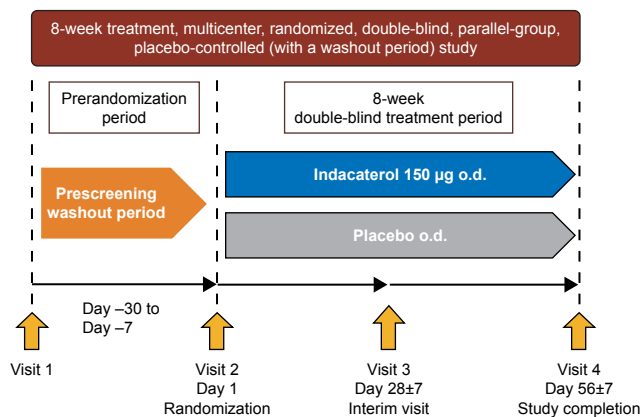 8-week treatment, multicenter, randomized, double-blind, parallel-group,
placebo-controlled (with a washout period) study
Prerandomization
period
8-week
double-blind treatment period
Prescreening
washout period
Indacaterol 150 µg o.d.
Placebo o.d.
Day –30 to
Day –7
Visit 1
Visit 2
Day 1
Randomization
Visit 3
Day 28±7
Interim visit
Visit 4
Day 56±7
Study completion